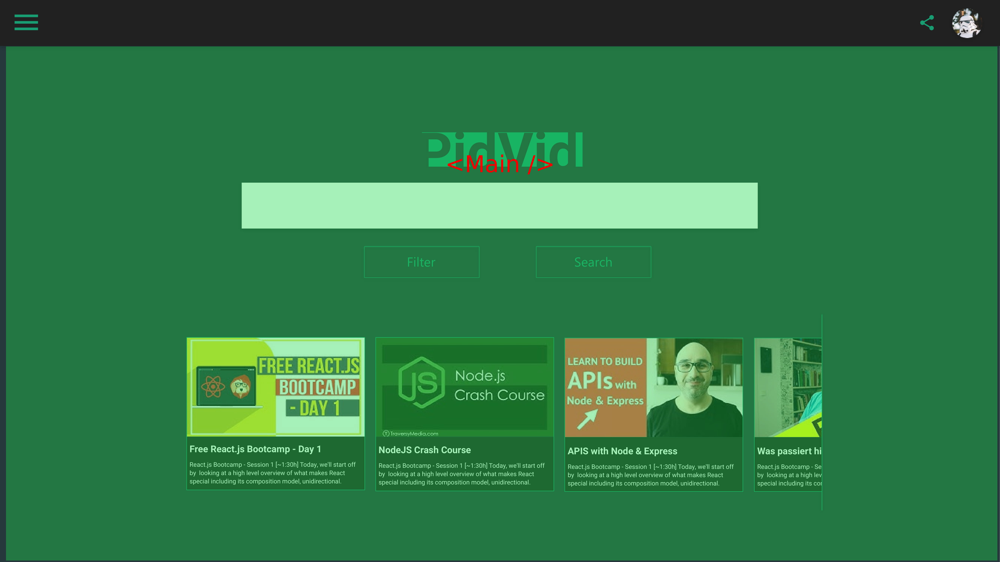 PidVid
<Main />
Filter
Search
FREE REACT.JS
BOOTCAMP
- DAY 1
Free React.js Bootcamp - Day 1
React.js Bootcamp - Session 1 [~1:30h] Today, we'll start off
by looking at a high level overview of what makes React
special including its composition model, unidirectional.
JS
Node.js
Crash Course
TraversyMedia.com
NodeJS Crash Course
React.js Bootcamp - Session 1 [~1:30h] Today, we'll start off
by looking at a high level overview of what makes React
special including its composition model, unidirectional.
LEARN TO BUILD
APIs with
Node & Express
APIS with Node & Express
React.js Bootcamp - Session 1 [~1:30h] Today, we'll start off
by looking at a high level overview of what makes React
special including its composition model, unidirectional.
Was passiert hi
React.js Bootcamp - Se
by looking at a high lev
special including its cor